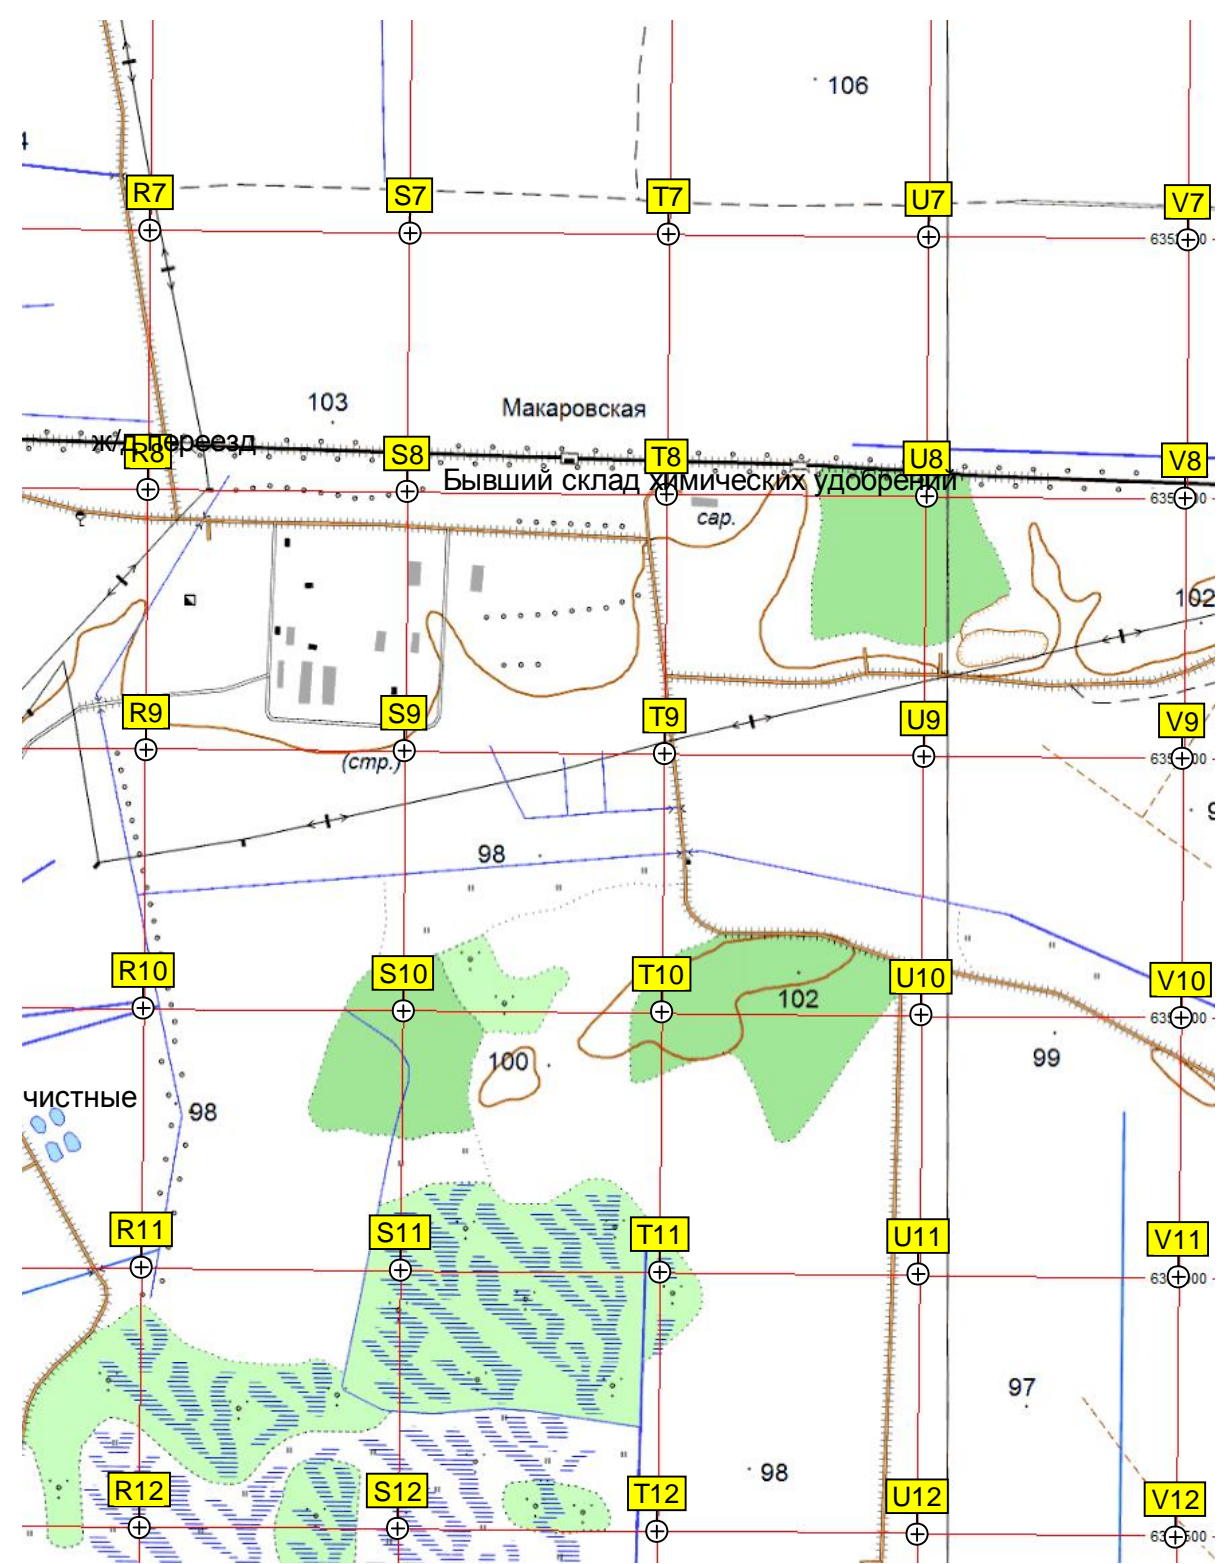 106
R7
S7
T7
U7
V7
103
Макаровская
ж/д переезд
R8
S8
T8
U8
V8
Бывший склад химических удобрений
сар.
102
R9
S9
T9
U9
V9
(стр.)
98
R10
S10
T10
U10
V10
102
100
99
чистные
98
R11
S11
T11
U11
V11
97
98
R12
S12
T12
U12
V12